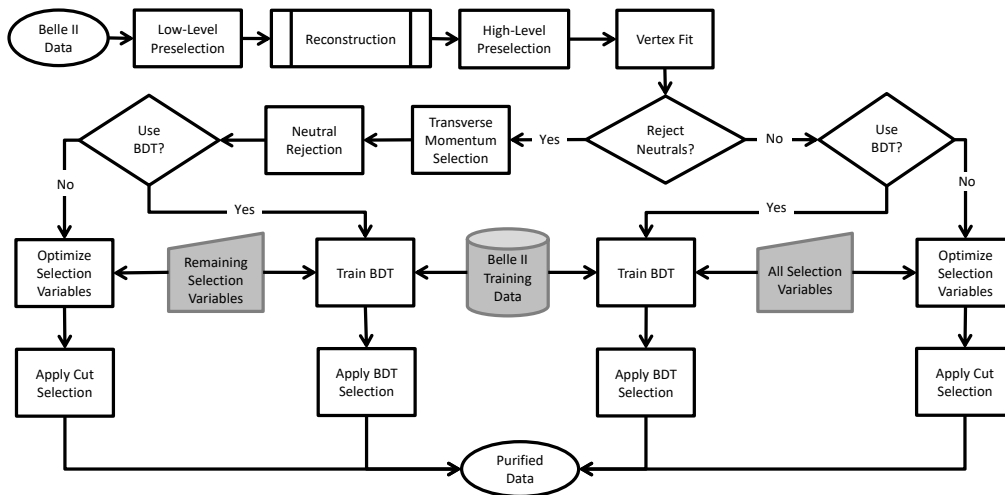 Belle II
Data
Low-Level
Preselection
Reconstruction
High-Level
Preselection
Vertex Fit
Use
BDT?
Neutral
Rejection
Transverse
Momentum
Selection
Yes
Reject
Neutrals?
No
Use
BDT?
No
Yes
Yes
No
Optimize
Selection
Variables
Remaining
Selection
Variables
Train BDT
Belle II
Training
Data
Train BDT
All Selection
Variables
Optimize
Selection
Variables
Apply Cut
Selection
Apply BDT
Selection
Apply BDT
Selection
Apply Cut
Selection
Purified
Data